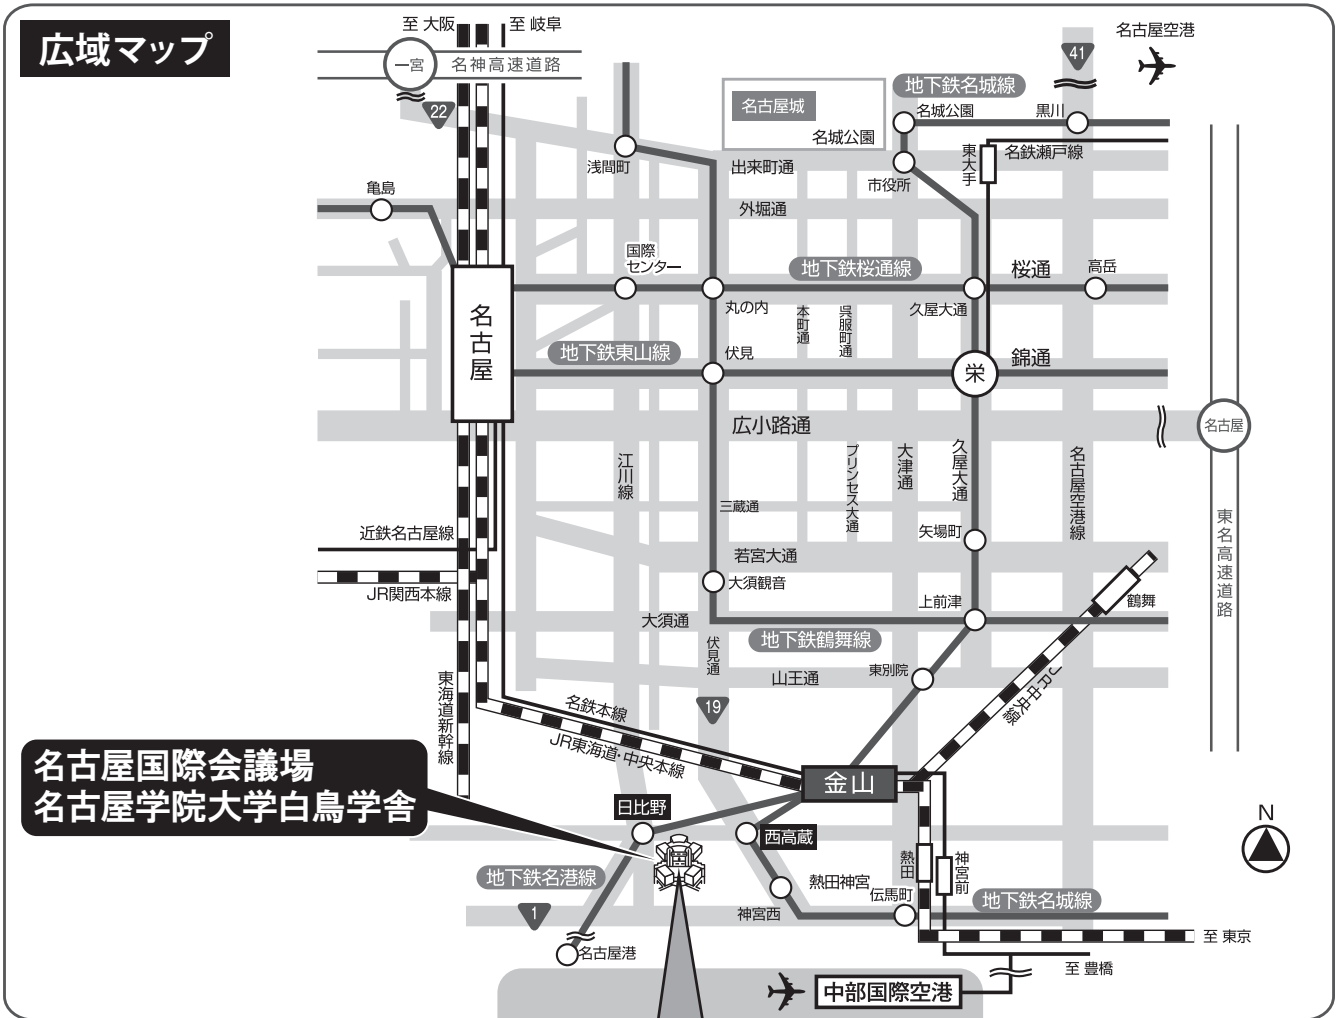 広域マップ
至 大阪
至 岐阜
一宮
名神高速道路
22
41
名古屋空港
地下鉄名城線
名古屋城
名城公園
名城公園
黒川
東大手
名鉄瀬戸線
浅間町
出来町通
市役所
亀島
外堀通
国際
センター
地下鉄桜通線
桜通
高岳
名古屋
丸の内
本町通
呉服町通
久屋大通
地下鉄東山線
伏見
栄
錦通
広小路通
名古屋
江川線
プリンセス大通
大津通
久屋大通
名古屋空港線
三蔵通
東名高速道路
近鉄名古屋線
矢場町
若宮大通
JR関西本線
大須観音
上前津
鶴舞
大須通
伏見通
地下鉄鶴舞線
東別院
山王通
JR中央線
東海道新幹線
名鉄本線
19
JR東海道・中央本線
名古屋国際会議場
名古屋学院大学白鳥学舎
金山
日比野
西高蔵
N
熱田
神宮前
地下鉄名港線
熱田神宮
伝馬町
地下鉄名城線
1
神宮西
名古屋港
至 東京
至 豊橋
中部国際空港